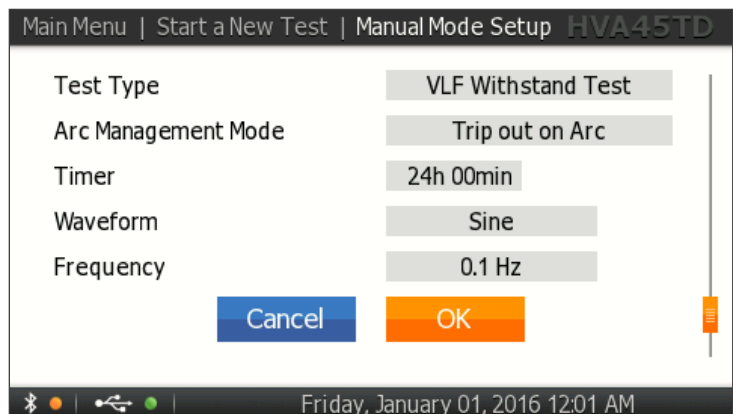 Main Menu | Start a New Test | Manual Mode Setup HVA45TD
Test Type VLF Withstand Test
Arc Management Mode Trip out on Arc
Timer 24h 00min
Waveform Sine
Frequency 0.1 Hz
Cancel OK
Friday, January 01, 2016 12:01 AM